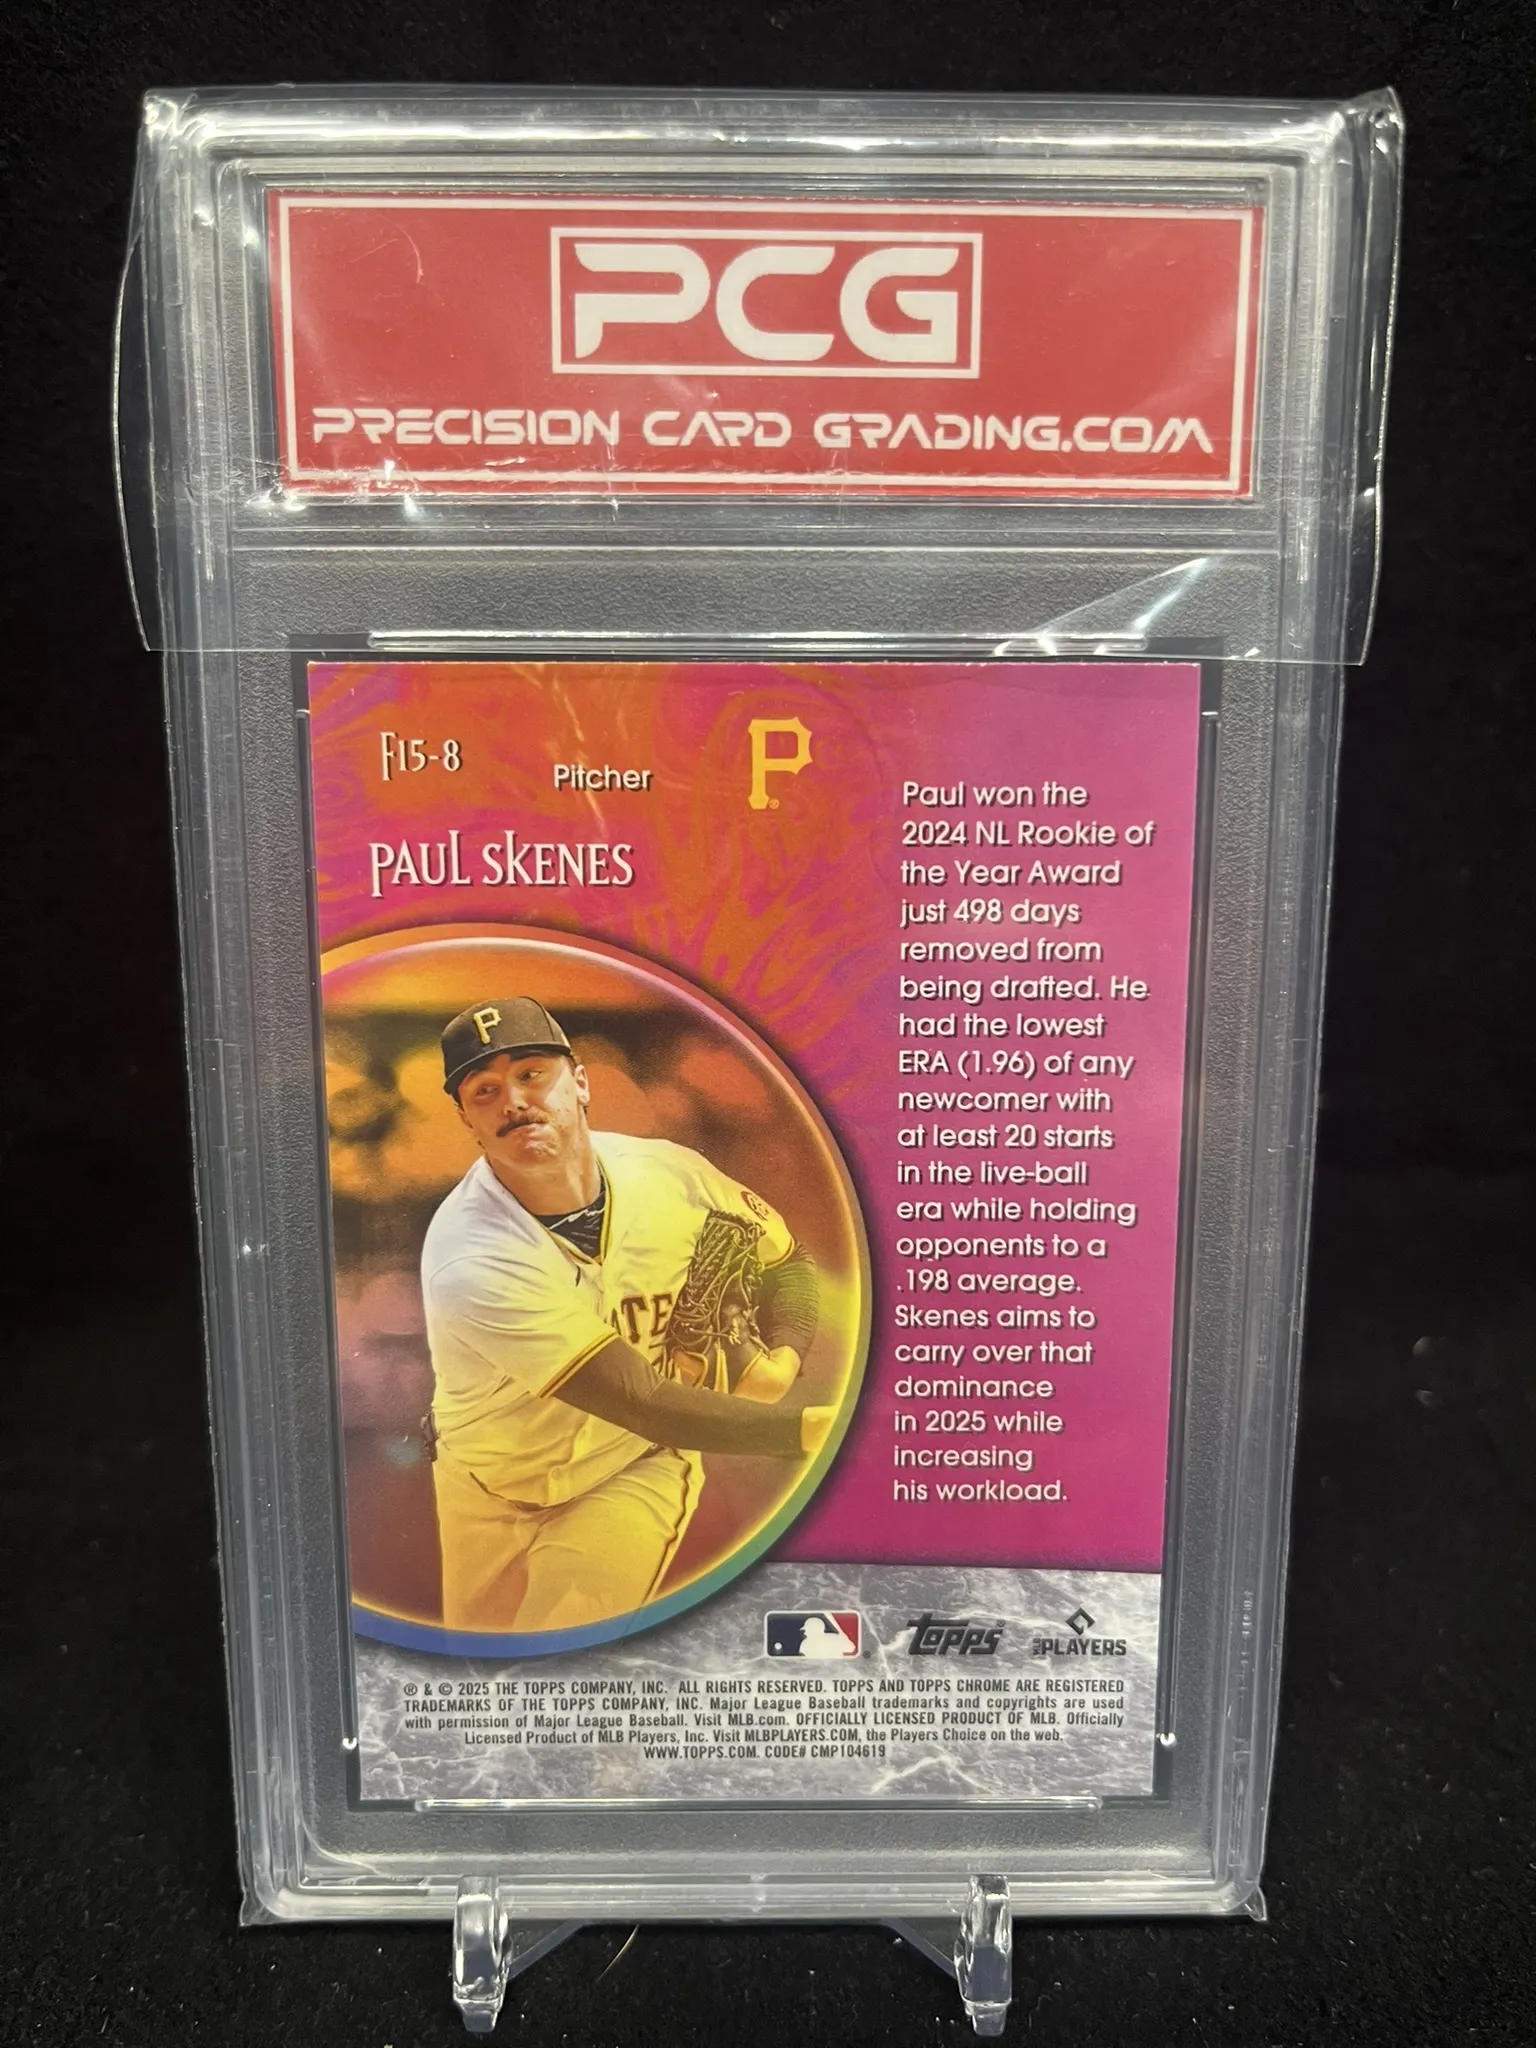 PCG
PRECISION CARD GRADING.COM
F15-8
Pitcher
P
PAUL SKENES
Paul won the
2024 NL Rookie of
the Year Award
just 498 days
removed from
being drafted. He
had the lowest
ERA (1.96) of any
newcomer with
at least 20 starts
in the live-ball
era while holding
opponents to a
.198 average.
Skenes aims to
carry over that
dominance
in 2025 while
increasing
his workload.
P
TE
topps®
MLB PLAYERS
® & © 2025 THE TOPPS COMPANY, INC. ALL RIGHTS RESERVED. TOPPS AND TOPPS CHROME ARE REGISTERED
TRADEMARKS OF THE TOPPS COMPANY, INC. Major League Baseball trademarks and copyrights are used
with permission of Major League Baseball. Visit MLB.com. OFFICIALLY LICENSED PRODUCT OF MLB. Officially
Licensed Product of MLB Players, Inc. Visit MLBPLAYERS.COM, the Players Choice on the web.
WWW.TOPPS.COM. CODE# CMP104619